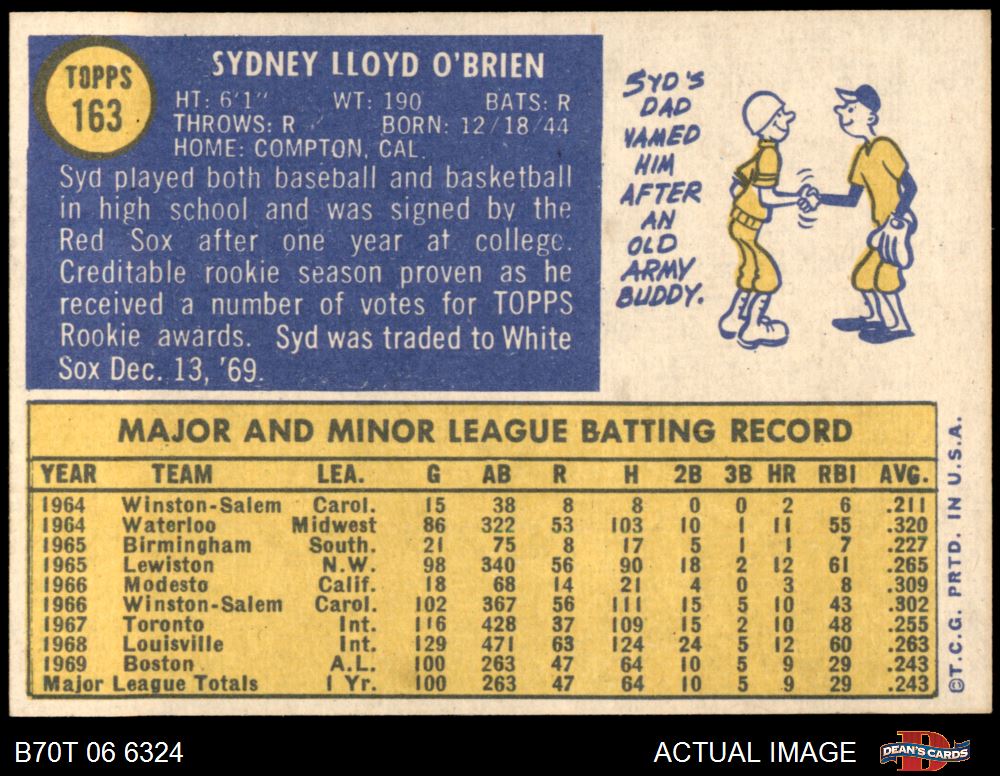 TOPPS
163
SYDNEY LLOYD O'BRIEN
HT: 6'1" WT: 190 BATS: R
THROWS: R BORN: 12/18/44
HOME: COMPTON, CAL.
Syd played both baseball and basketball
in high school and was signed by the
Red Sox after one year at college.
Creditable rookie season proven as he
received a number of votes for TOPPS
Rookie awards. Syd was traded to White
Sox Dec. 13, '69.
SYD'S
DAD
NAMED
HIM
AFTER
AN
OLD
ARMY
BUDDY.
MAJOR AND MINOR LEAGUE BATTING RECORD
YEAR TEAM LEA. G AB R H 2B 3B HR RBI AVG.
1964 Winston-Salem Carol. 15 38 8 8 0 0 2 6 .211
1964 Waterloo Midwest 86 322 53 103 10 1 11 55 .320
1965 Birmingham South. 21 75 8 17 5 1 1 7 .227
1965 Lewiston N.W. 98 340 56 90 18 2 12 61 .265
1966 Modesto Calif. 18 68 14 21 4 0 3 8 .309
1966 Winston-Salem Carol. 102 367 56 111 15 5 10 43 .302
1967 Toronto Int. 116 428 37 109 15 2 10 48 .255
1968 Louisville Int. 129 471 63 124 24 5 12 60 .263
1969 Boston A.L. 100 263 47 64 10 5 9 29 .243
Major League Totals 1 Yr. 100 263 47 64 10 5 9 29 .243
©T.C.G. PRTD. IN U.S.A.
B70T 06 6324
ACTUAL IMAGE
D
DEAN'S CARDS